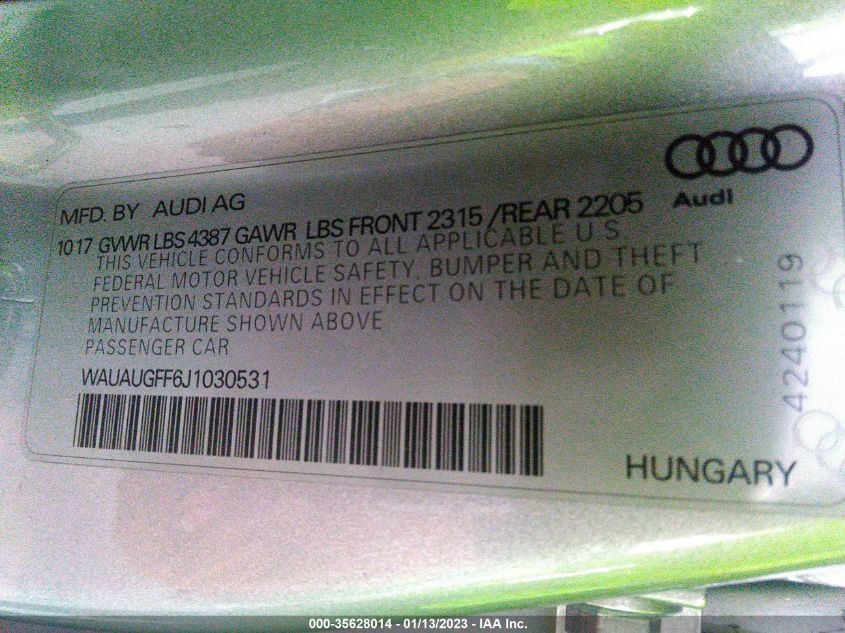 MFD. BY AUDI AG
Audi
10 17 GVWR LBS 4387 GAWR LBS FRONT 2315 /REAR 2205
THIS VEHICLE CONFORMS TO ALL APPLICABLE U S
FEDERAL MOTOR VEHICLE SAFETY. BUMPER AND THEFT
PREVENTION STANDARDS IN EFFECT ON THE DATE OF
MANUFACTURE SHOWN ABOVE
PASSENGER CAR
WAUAUGFF6J1030531
4240119
HUNGARY
000-35628014 - 01/13/2023 - IAA Inc.